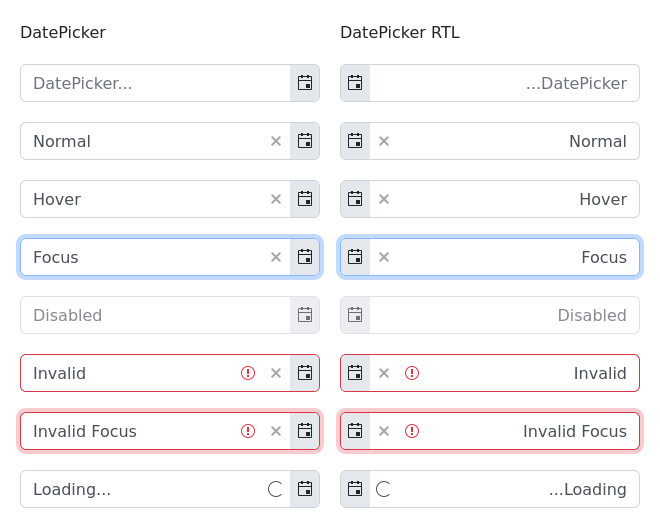 DatePicker
DatePicker...
Normal
Hover
Focus
Disabled
Invalid
Invalid Focus
Loading...
DatePicker RTL
...DatePicker
Normal
Hover
Focus
Disabled
Invalid
Invalid Focus
...Loading